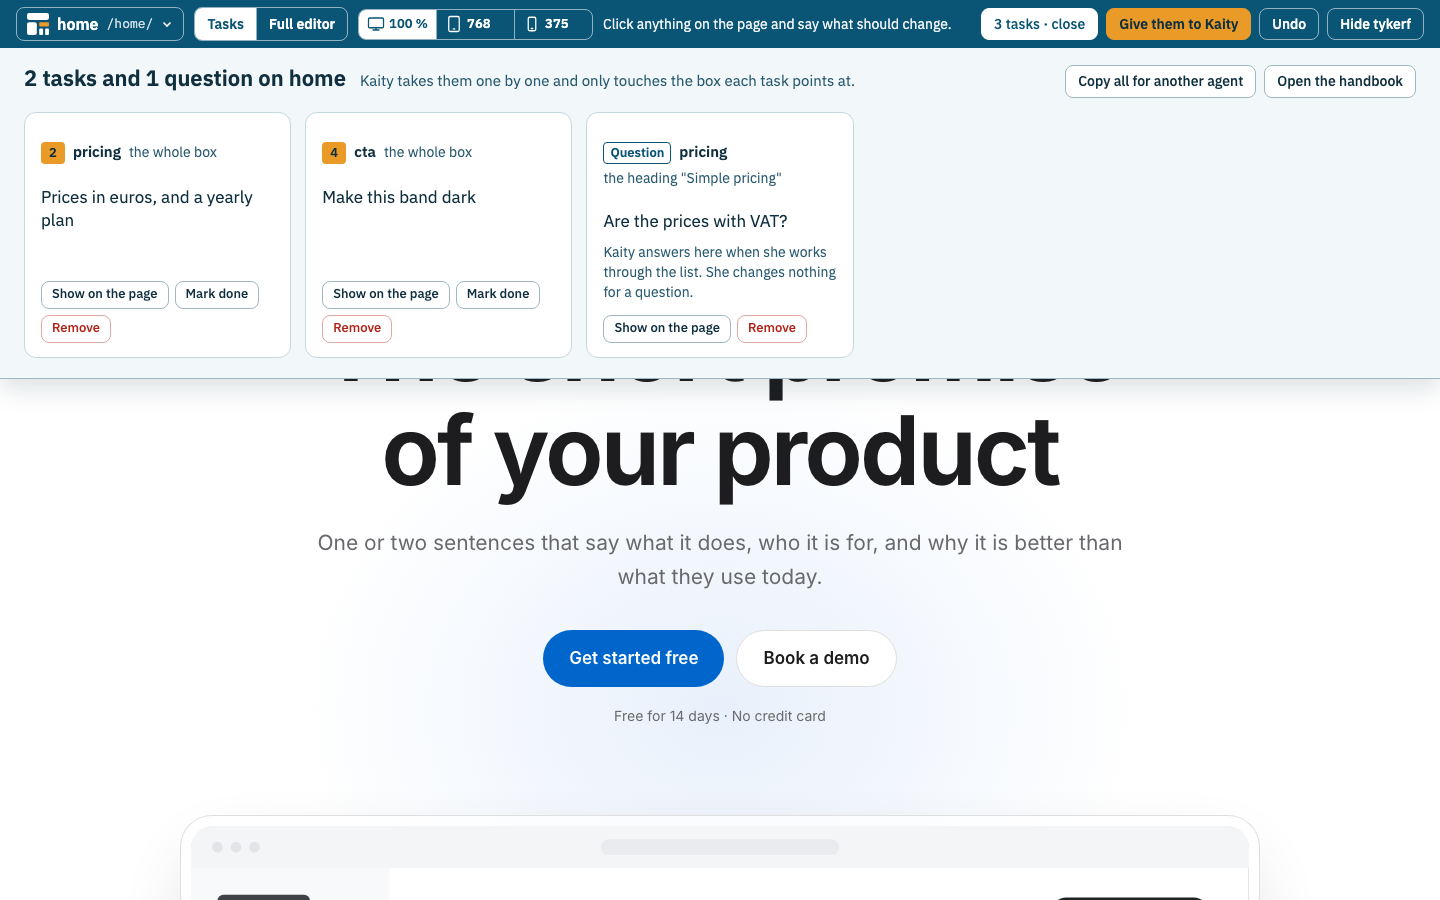 home /home/
Tasks Full editor
100 % 768 375
Click anything on the page and say what should change.
3 tasks · close Give them to Kaity Undo Hide tykerf
2 tasks and 1 question on home Kaity takes them one by one and only touches the box each task points at.
Copy all for another agent Open the handbook
2 pricing the whole box
Prices in euros, and a yearly
plan
Show on the page Mark done
Remove
4 cta the whole box
Make this band dark
Show on the page Mark done
Remove
Question pricing
the heading "Simple pricing"
Are the prices with VAT?
Kaity answers here when she works
through the list. She changes nothing
for a question.
Show on the page Remove
of your product
One or two sentences that say what it does, who it is for, and why it is better than
what they use today.
Get started free Book a demo
Free for 14 days · No credit card